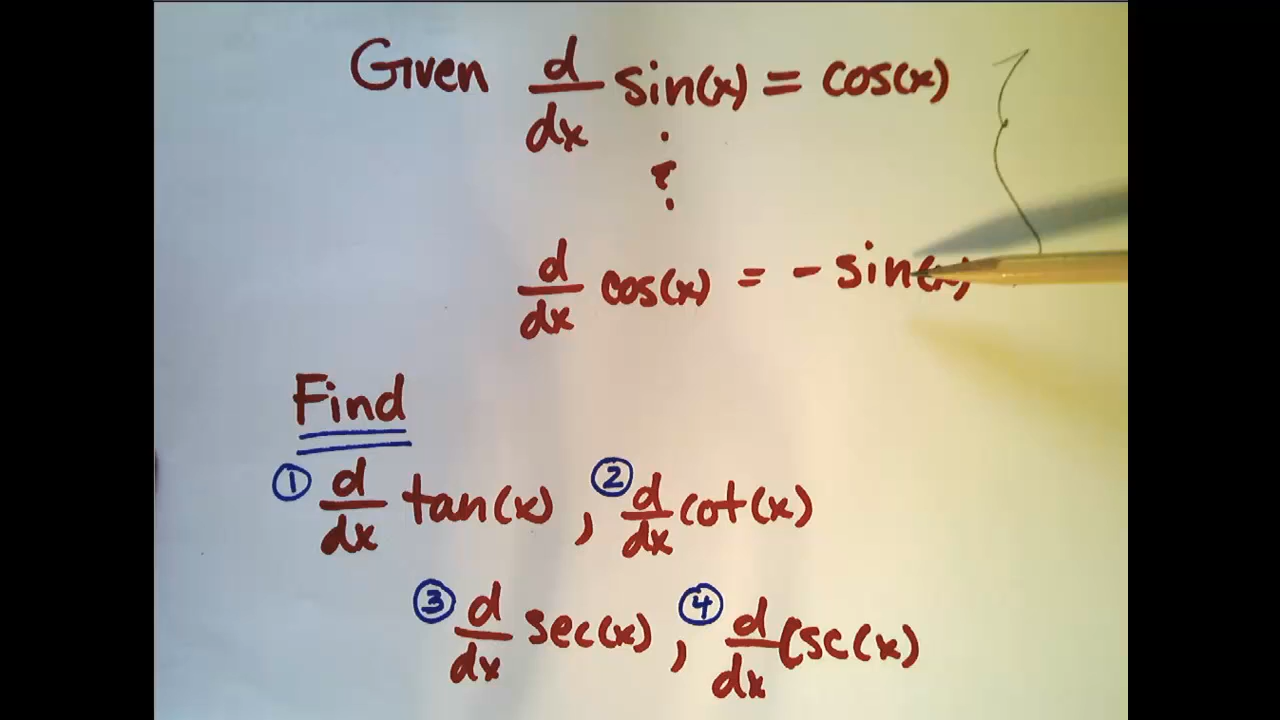 Given d/dx sin(x) = cos(x)
&
d/dx cos(x) = - sin(x)
Find
① d/dx tan(x) , ② d/dx cot(x)
③ d/dx sec(x) , ④ d/dx csc(x)